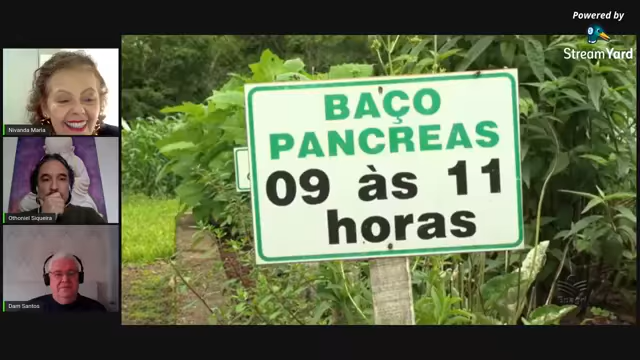 Powered by
StreamYard
Nivanda Maria
Othoniel Siqueira
Dam Santos
BAÇO
PANCREAS
09 às 11
horas